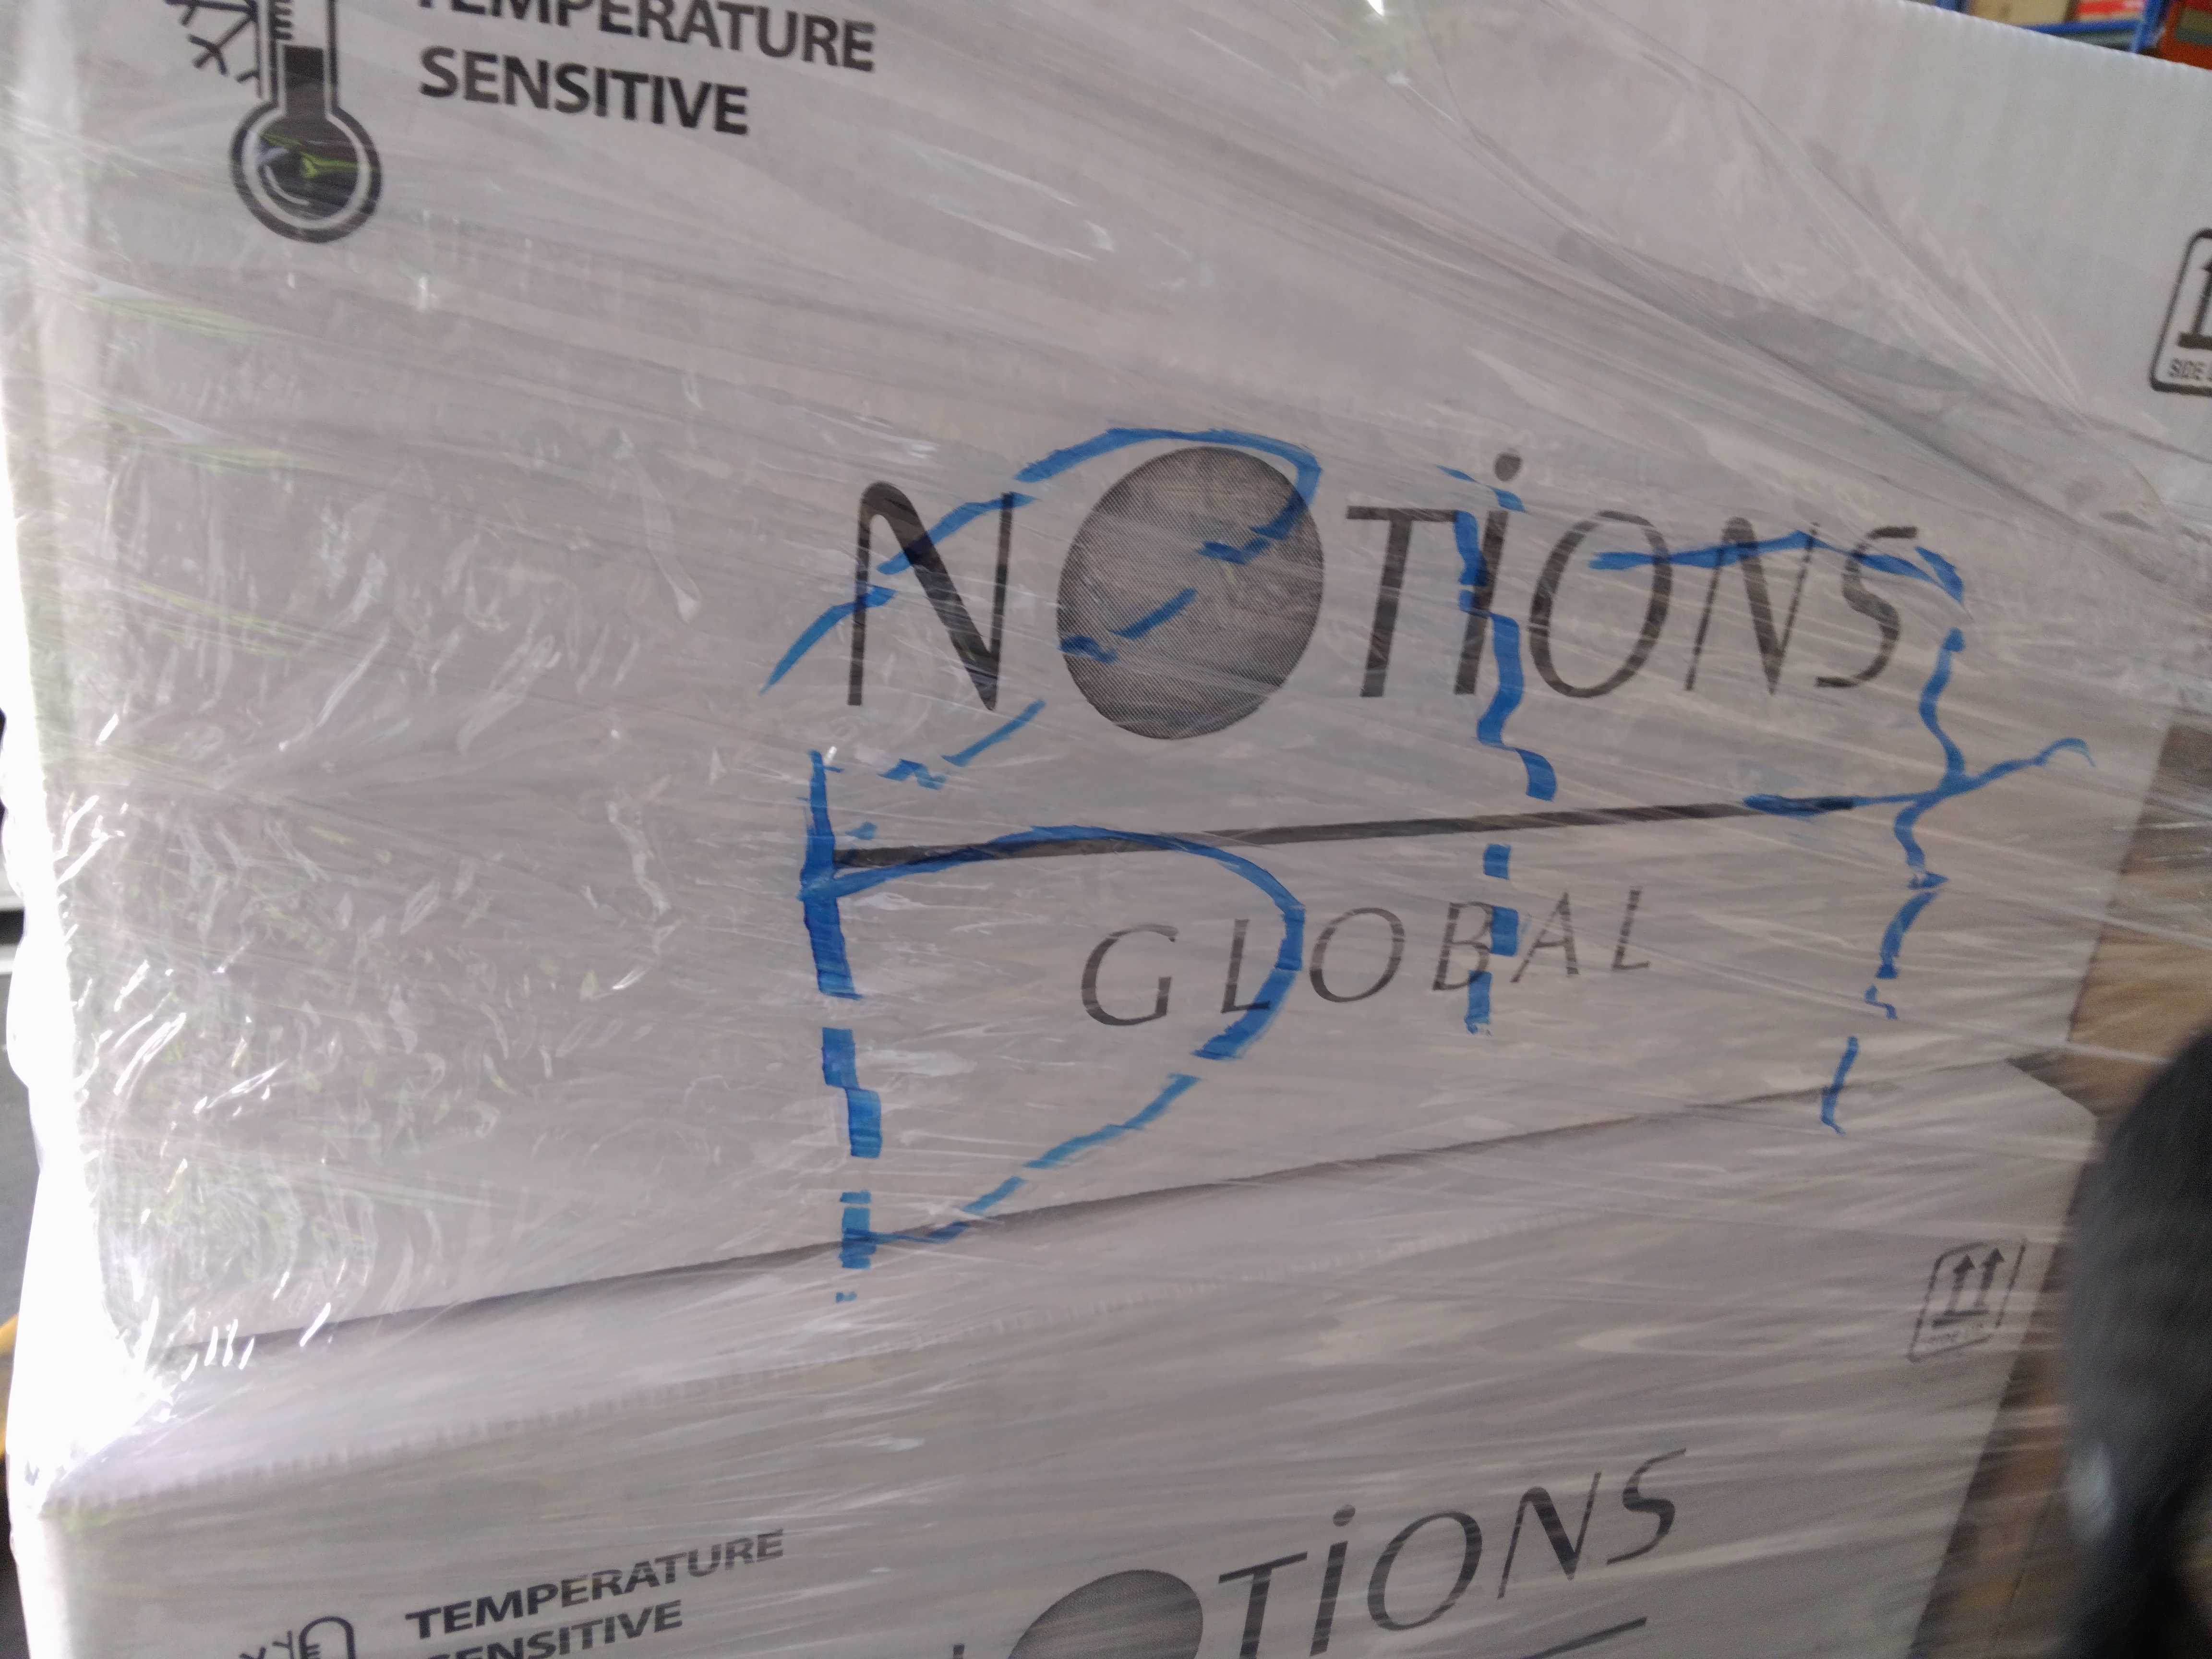 TEMPERATURE
SENSITIVE
NOTiONS
GLOBAL
TEMPERATURE
SENSITIVE
TiONS